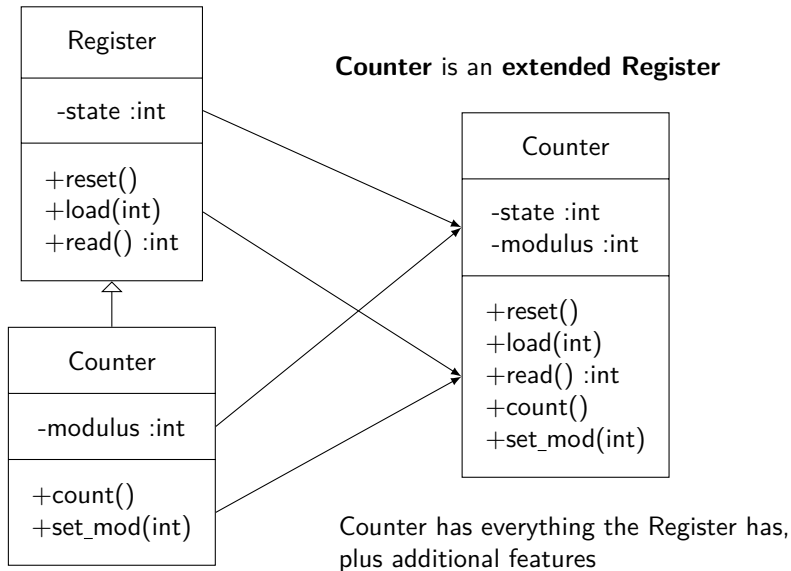 Register
-state :int
+reset()
+load(int)
+read() :int
Counter
-modulus :int
+count()
+set_mod(int)
Counter is an extended Register
Counter
-state :int
-modulus :int
+reset()
+load(int)
+read() :int
+count()
+set_mod(int)
Counter has everything the Register has,
plus additional features